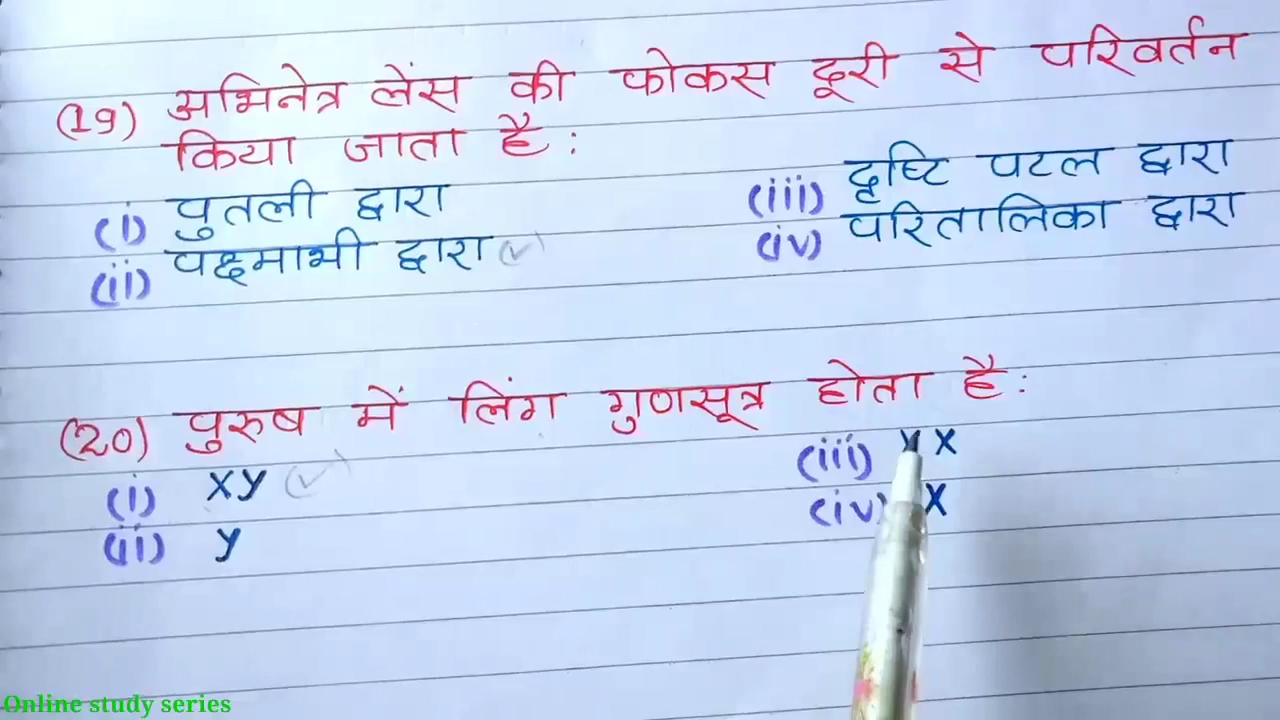 (19) अभिनेत्र लेंस की फोकस दूरी से परिवर्तन
किया जाता है :
(i) पुतली द्वारा
(ii) पक्ष्माभी द्वारा
(iii) दृष्टि पटल द्वारा
(iv) परितालिका द्वारा
(20) पुरुष में लिंग गुणसूत्र होता है :
(i) XY
(ii) Y
(iii) X
(iv) X
Online study series